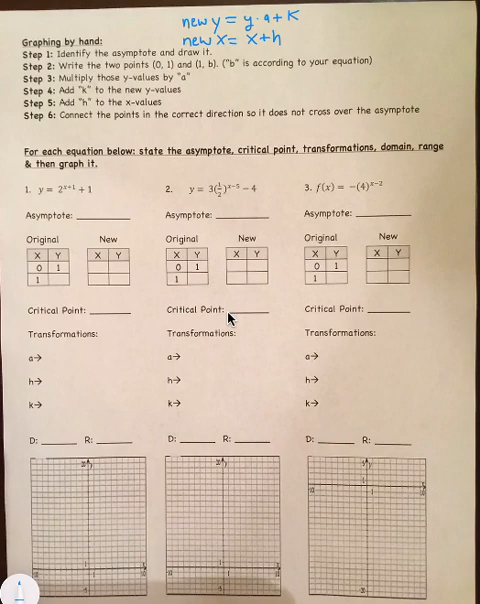 new y = y · a + k
new x = x + h
Graphing by hand:
Step 1: Identify the asymptote and draw it.
Step 2: Write the two points (0, 1) and (1, b). ("b" is according to your equation)
Step 3: Multiply those y-values by "a"
Step 4: Add "k" to the new y-values
Step 5: Add "h" to the x-values
Step 6: Connect the points in the correct direction so it does not cross over the asymptote
For each equation below: state the asymptote, critical point, transformations, domain, range
& then graph it.
1. y = 2^{x+1} + 1 2. y = 3(1/2)^{x-5} - 4 3. f(x) = -(4)^{x-2}
Asymptote: Asymptote: Asymptote:
Original New Original New Original New
X Y X Y X Y X Y X Y X Y
0 1 0 1 0 1
1 1 1
Critical Point: Critical Point: Critical Point:
Transformations: Transformations: Transformations:
a→ a→ a→
h→ h→ h→
k→ k→ k→
D: R: D: R: D: R: